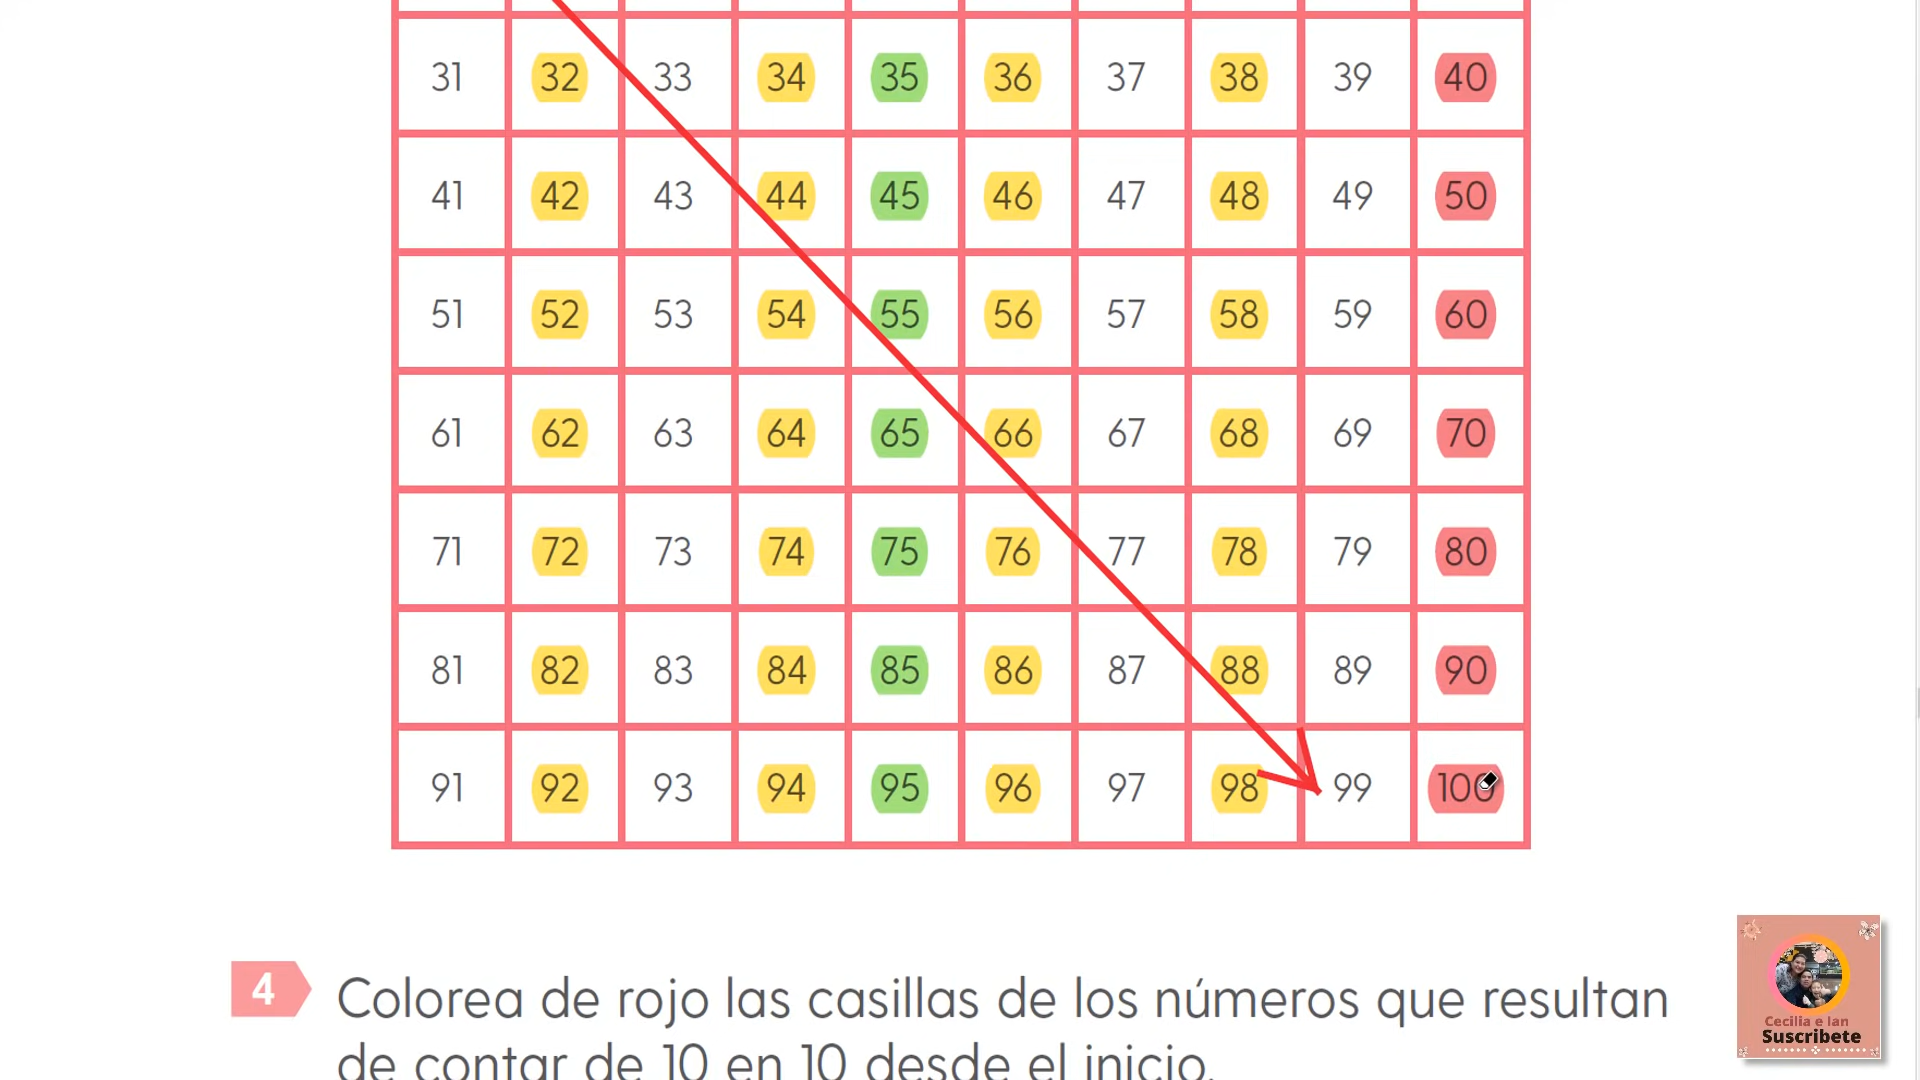 31 32 33 34 35 36 37 38 39 40
41 42 43 44 45 46 47 48 49 50
51 52 53 54 55 56 57 58 59 60
61 62 63 64 65 66 67 68 69 70
71 72 73 74 75 76 77 78 79 80
81 82 83 84 85 86 87 88 89 90
91 92 93 94 95 96 97 98 99 100
4 Colorea de rojo las casillas de los números que resultan
de contar de 10 en 10 desde el inicio.
Cecilia e Ian
Suscribete